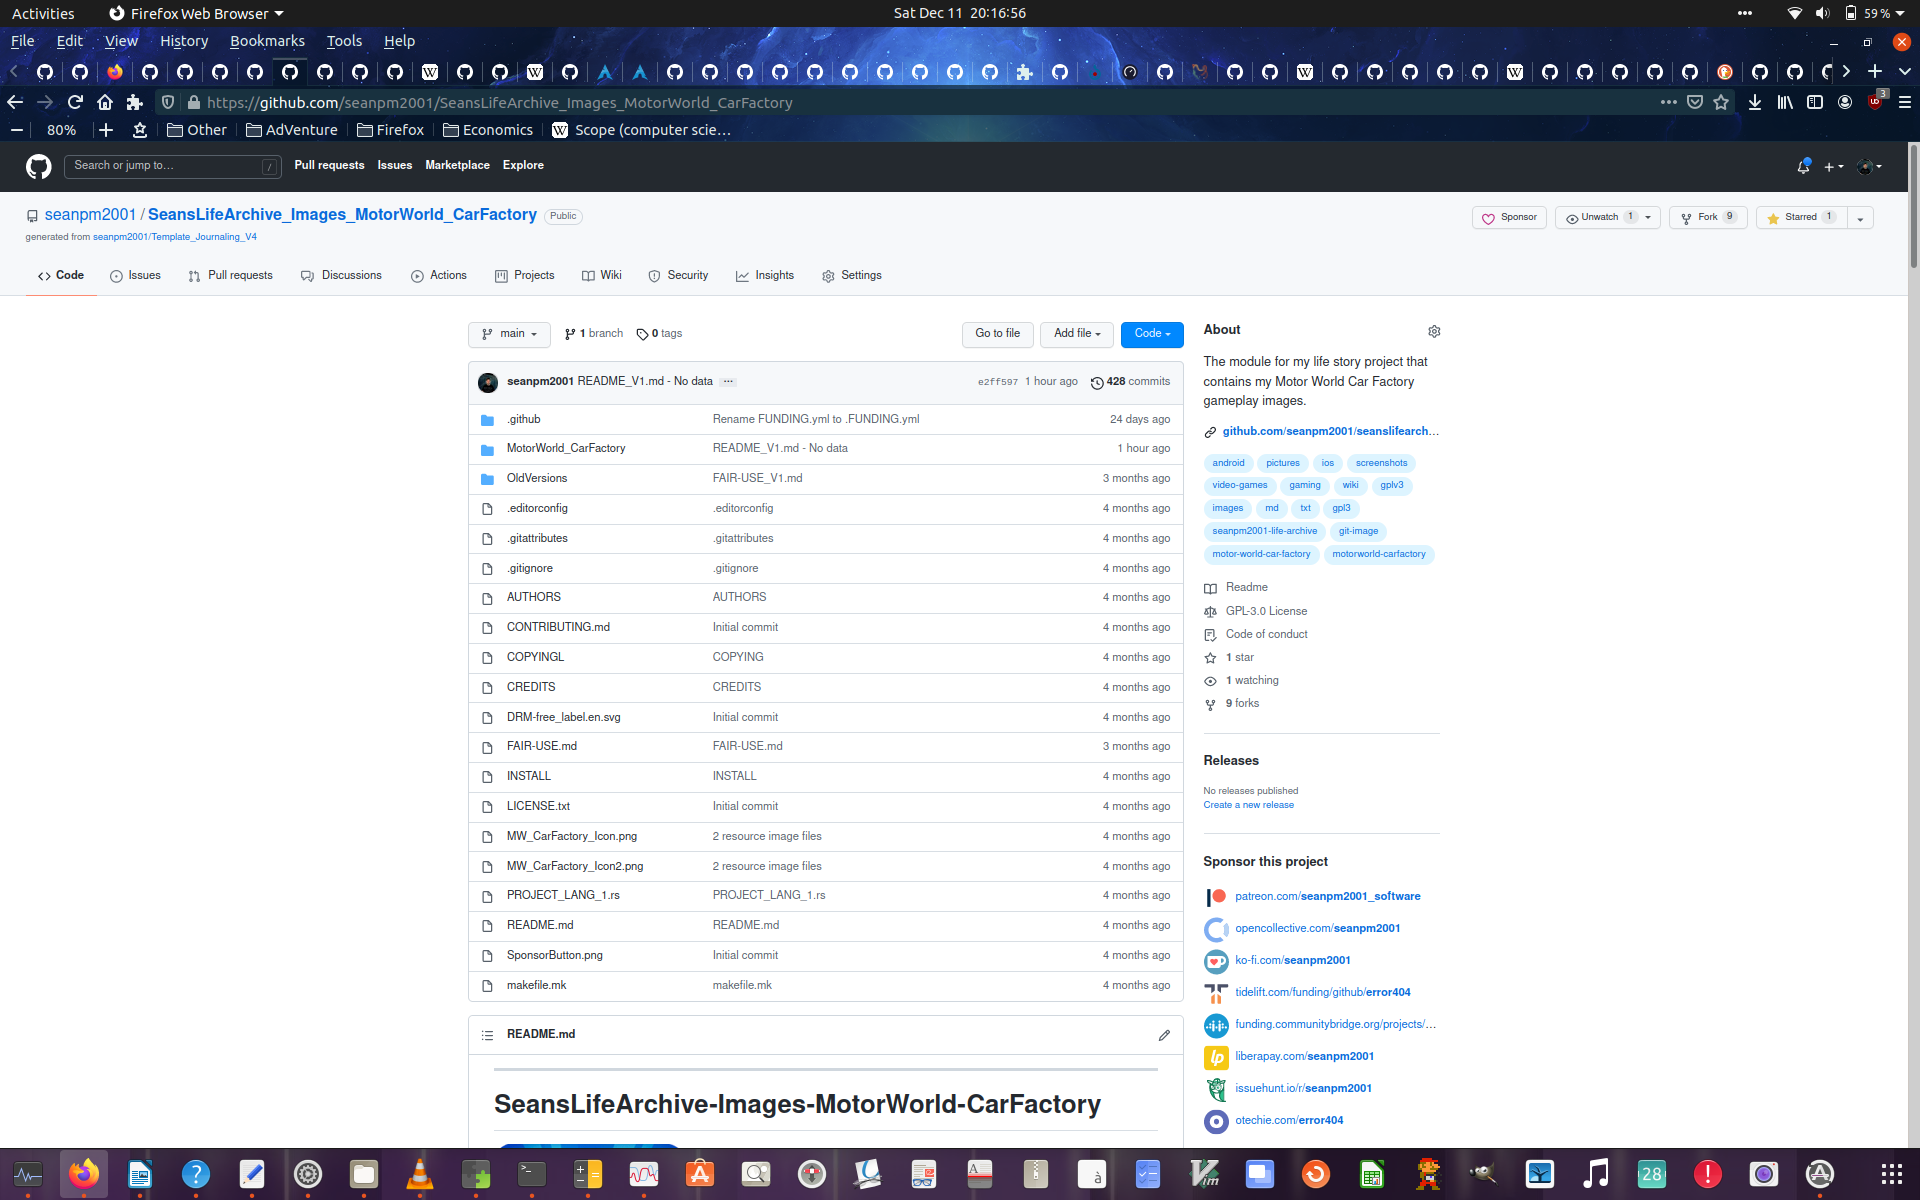 Activities Firefox Web Browser Sat Dec 11 20:16:56 59 %
File Edit View History Bookmarks Tools Help
https://github.com/seanpm2001/SeansLifeArchive_Images_MotorWorld_CarFactory 3
80% Other AdVenture Firefox Economics Scope (computer scie…
Search or jump to… / Pull requests Issues Marketplace Explore
seanpm2001 / SeansLifeArchive_Images_MotorWorld_CarFactory Public Sponsor Unwatch 1 Fork 9 Starred 1
generated from seanpm2001/Template_Journaling_V4
Code Issues Pull requests Discussions Actions Projects Wiki Security Insights Settings
main 1 branch 0 tags Go to file Add file Code
seanpm2001 README_V1.md - No data ... e2ff597 1 hour ago 428 commits
.github Rename FUNDING.yml to .FUNDING.yml 24 days ago
MotorWorld_CarFactory README_V1.md - No data 1 hour ago
OldVersions FAIR-USE_V1.md 3 months ago
.editorconfig .editorconfig 4 months ago
.gitattributes .gitattributes 4 months ago
.gitignore .gitignore 4 months ago
AUTHORS AUTHORS 4 months ago
CONTRIBUTING.md Initial commit 4 months ago
COPYINGL COPYING 4 months ago
CREDITS CREDITS 4 months ago
DRM-free_label.en.svg Initial commit 4 months ago
FAIR-USE.md FAIR-USE.md 3 months ago
INSTALL INSTALL 4 months ago
LICENSE.txt Initial commit 4 months ago
MW_CarFactory_Icon.png 2 resource image files 4 months ago
MW_CarFactory_Icon2.png 2 resource image files 4 months ago
PROJECT_LANG_1.rs PROJECT_LANG_1.rs 4 months ago
README.md README.md 4 months ago
SponsorButton.png Initial commit 4 months ago
makefile.mk makefile.mk 4 months ago
README.md
SeansLifeArchive-Images-MotorWorld-CarFactory
About
The module for my life story project that
contains my Motor World Car Factory
gameplay images.
github.com/seanpm2001/seanslifearch…
android pictures ios screenshots
video-games gaming wiki gplv3
images md txt gpl3
seanpm2001-life-archive git-image
motor-world-car-factory motorworld-carfactory
Readme
GPL-3.0 License
Code of conduct
1 star
1 watching
9 forks
Releases
No releases published
Create a new release
Sponsor this project
patreon.com/seanpm2001_software
opencollective.com/seanpm2001
ko-fi.com/seanpm2001
tidelift.com/funding/github/error404
funding.communitybridge.org/projects/…
liberapay.com/seanpm2001
issuehunt.io/r/seanpm2001
otechie.com/error404
28